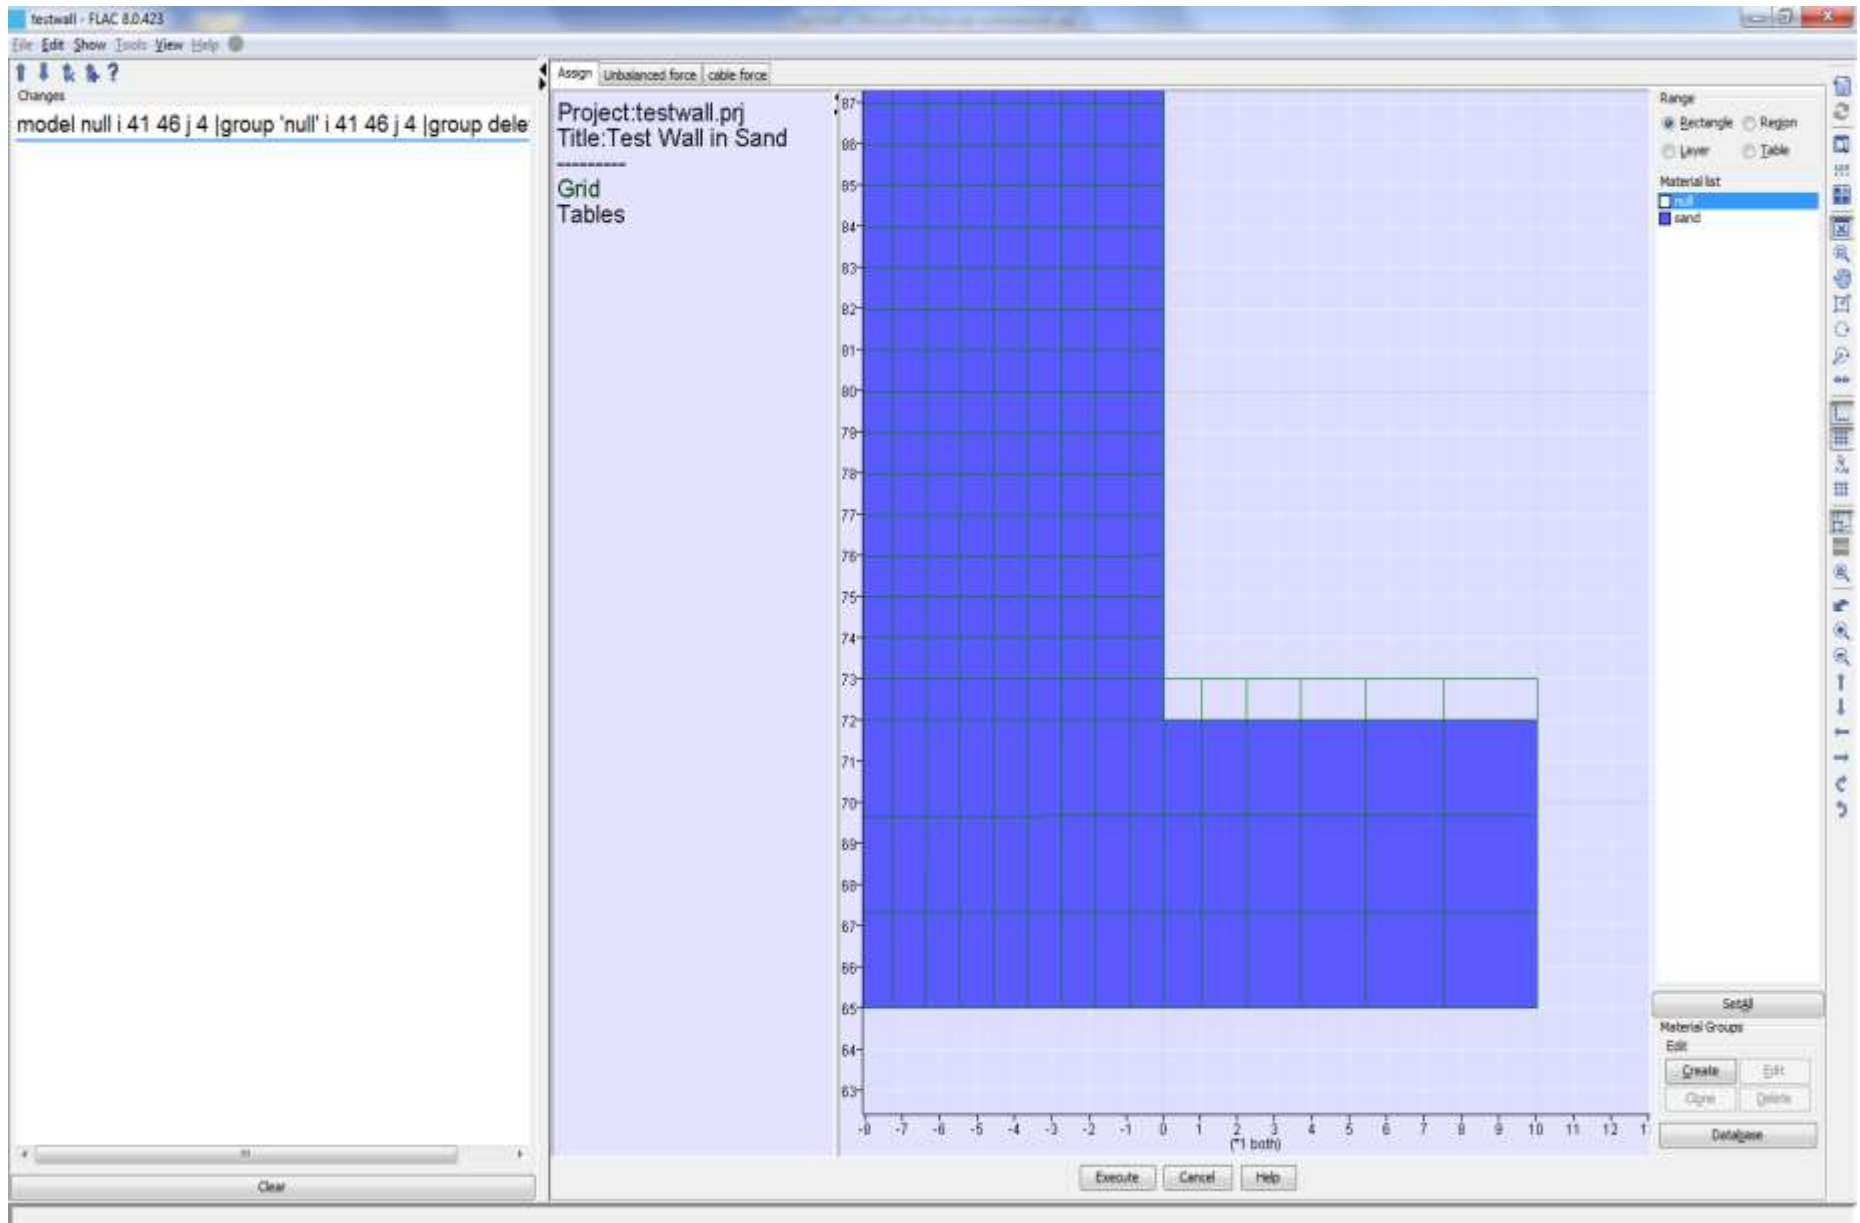 testwall - FLAC 8.0.423
File Edit Show Tools View Help
?
Changes
model null i 41 46 j 4 |group 'null' i 41 46 j 4 |group dele
Clear
Assign Unbalanced force cable force
Project:testwall.prj
Title:Test Wall in Sand
----------
Grid
Tables
87
86
85
84
83
82
81
80
79
78
77
76
75
74
73
72
71
70
69
68
67
66
65
64
63
-8 -7 -6 -5 -4 -3 -2 -1 0 1 2 3 4 5 6 7 8 9 10 11 12 1
(*1 both)
Execute Cancel Help
Range
Rectangle Region
Layer Table
Material list
null
sand
SetAll
Material Groups
Edit
Create Edit
Clone Delete
Database